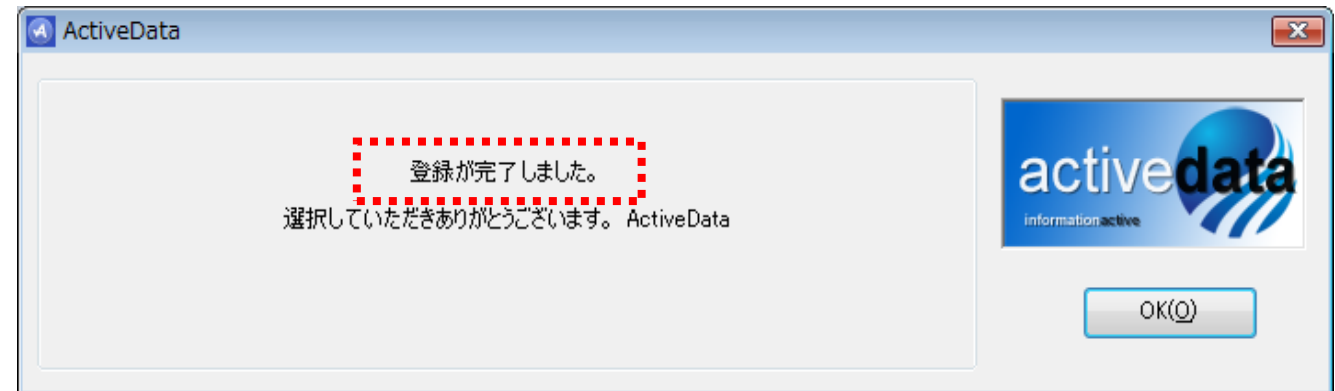 ActiveData
登録が完了しました。
選択していただきありがとうございます。 ActiveData
activedata
informationactive
OK(O)